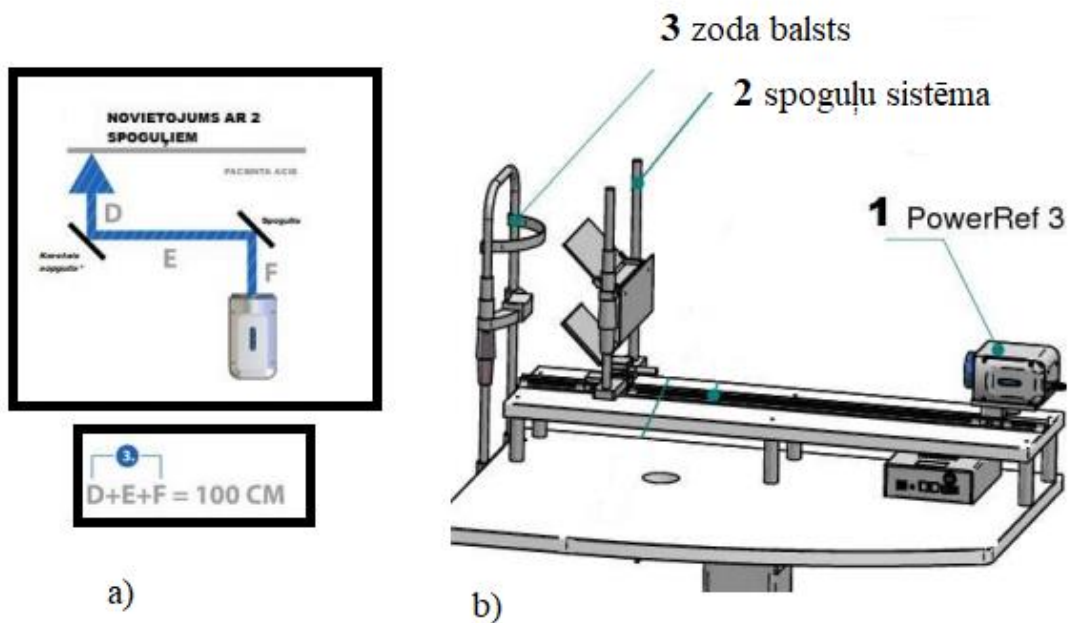 3 zoda balsts
2 spoguļu sistēma
1 PowerRef 3
NOVIETOJUMS AR 2
SPOGUĻIEM
PACIENTA ACIS
D
Spogulis
E
F
3.
D+E+F = 100 CM
a)
b)